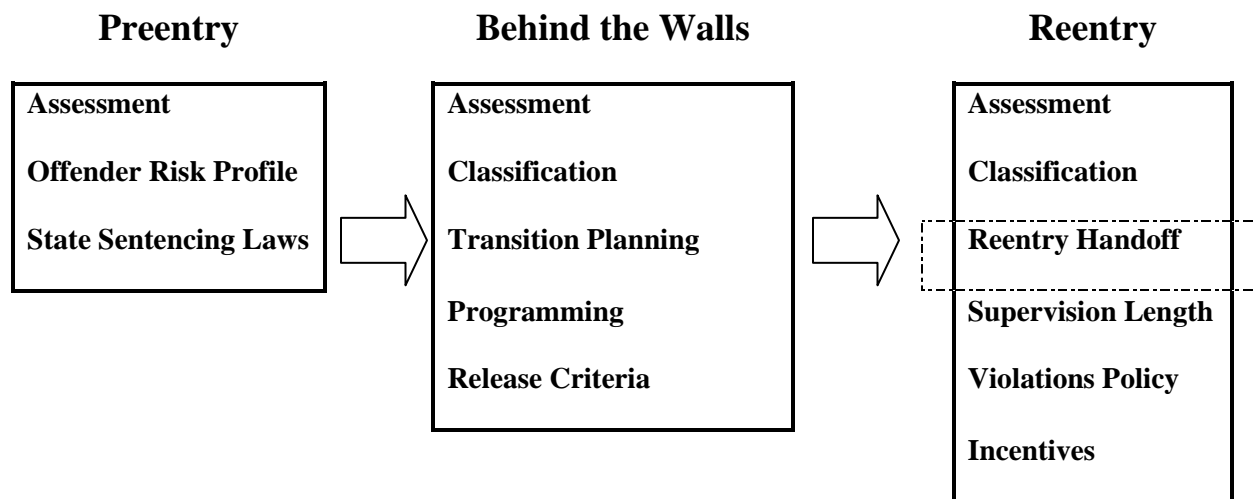 Preentry
Behind the Walls
Reentry
Assessment
Offender Risk Profile
State Sentencing Laws
Assessment
Classification
Transition Planning
Programming
Release Criteria
Assessment
Classification
Reentry Handoff
Supervision Length
Violations Policy
Incentives